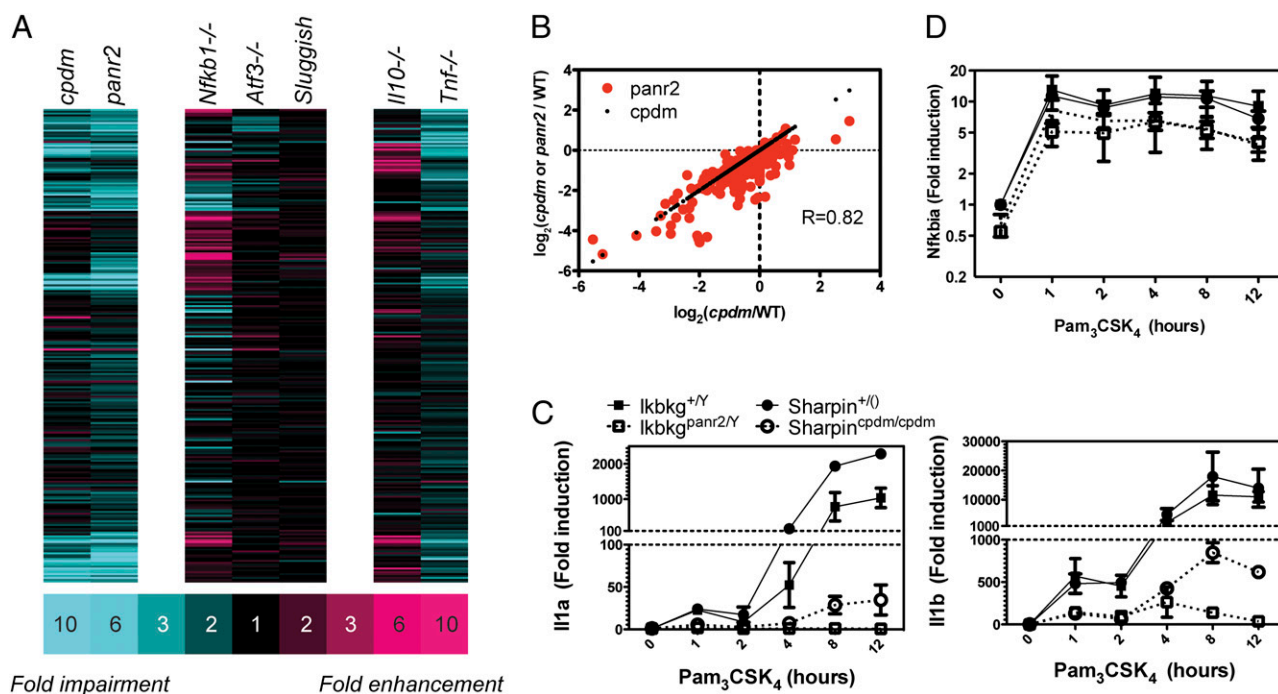 A
cpdm
panr2
Nfkb1-/-
Atf3-/-
Sluggish
Il10-/-
Tnf-/-
10 6 3 2 1 2 3 6 10
Fold impairment
Fold enhancement
B
log2(cpdm or panr2 / WT)
4
2
0
-2
-4
-6
panr2
cpdm
R=0.82
-6 -4 -2 0 2 4
log2(cpdm/WT)
D
Nfkbia (Fold induction)
20
10
5
2
1
0.5
0.2
0 1 2 4 8 12
Pam3CSK4 (hours)
C
Ikbkg+/Y
Sharpin+/()
Ikbkgpanr2/Y
Sharpincpdm/cpdm
Il1a (Fold induction)
2000
1000
100
100
50
0
0 1 2 4 8 12
Pam3CSK4 (hours)
Il1b (Fold induction)
30000
20000
10000
1000
1000
500
0
0 1 2 4 8 12
Pam3CSK4 (hours)